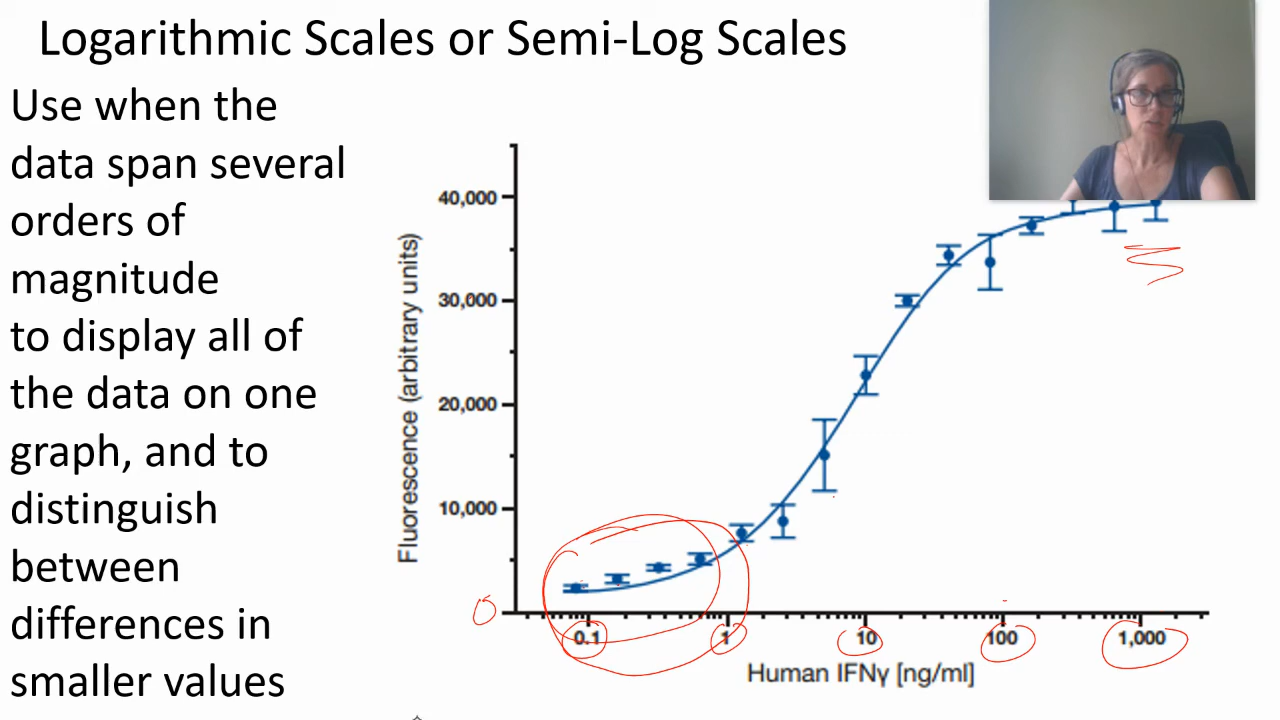 Logarithmic Scales or Semi-Log Scales
Use when the
data span several
orders of
magnitude
to display all of
the data on one
graph, and to
distinguish
between
differences in
smaller values
Fluorescence (arbitrary units)
40,000
30,000
20,000
10,000
0
0.1
1
10
100
1,000
Human IFNγ [ng/ml]